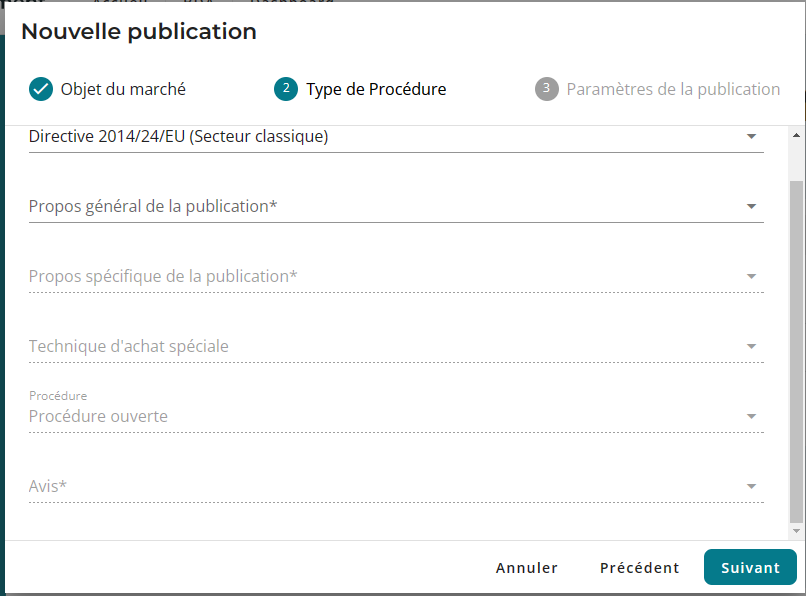 Nouvelle publication
Objet du marché
2 Type de Procédure
3 Paramètres de la publication
Directive 2014/24/EU (Secteur classique)
Propos général de la publication*
Propos spécifique de la publication*
Technique d'achat spéciale
Procédure
Procédure ouverte
Avis*
Annuler Précédent Suivant